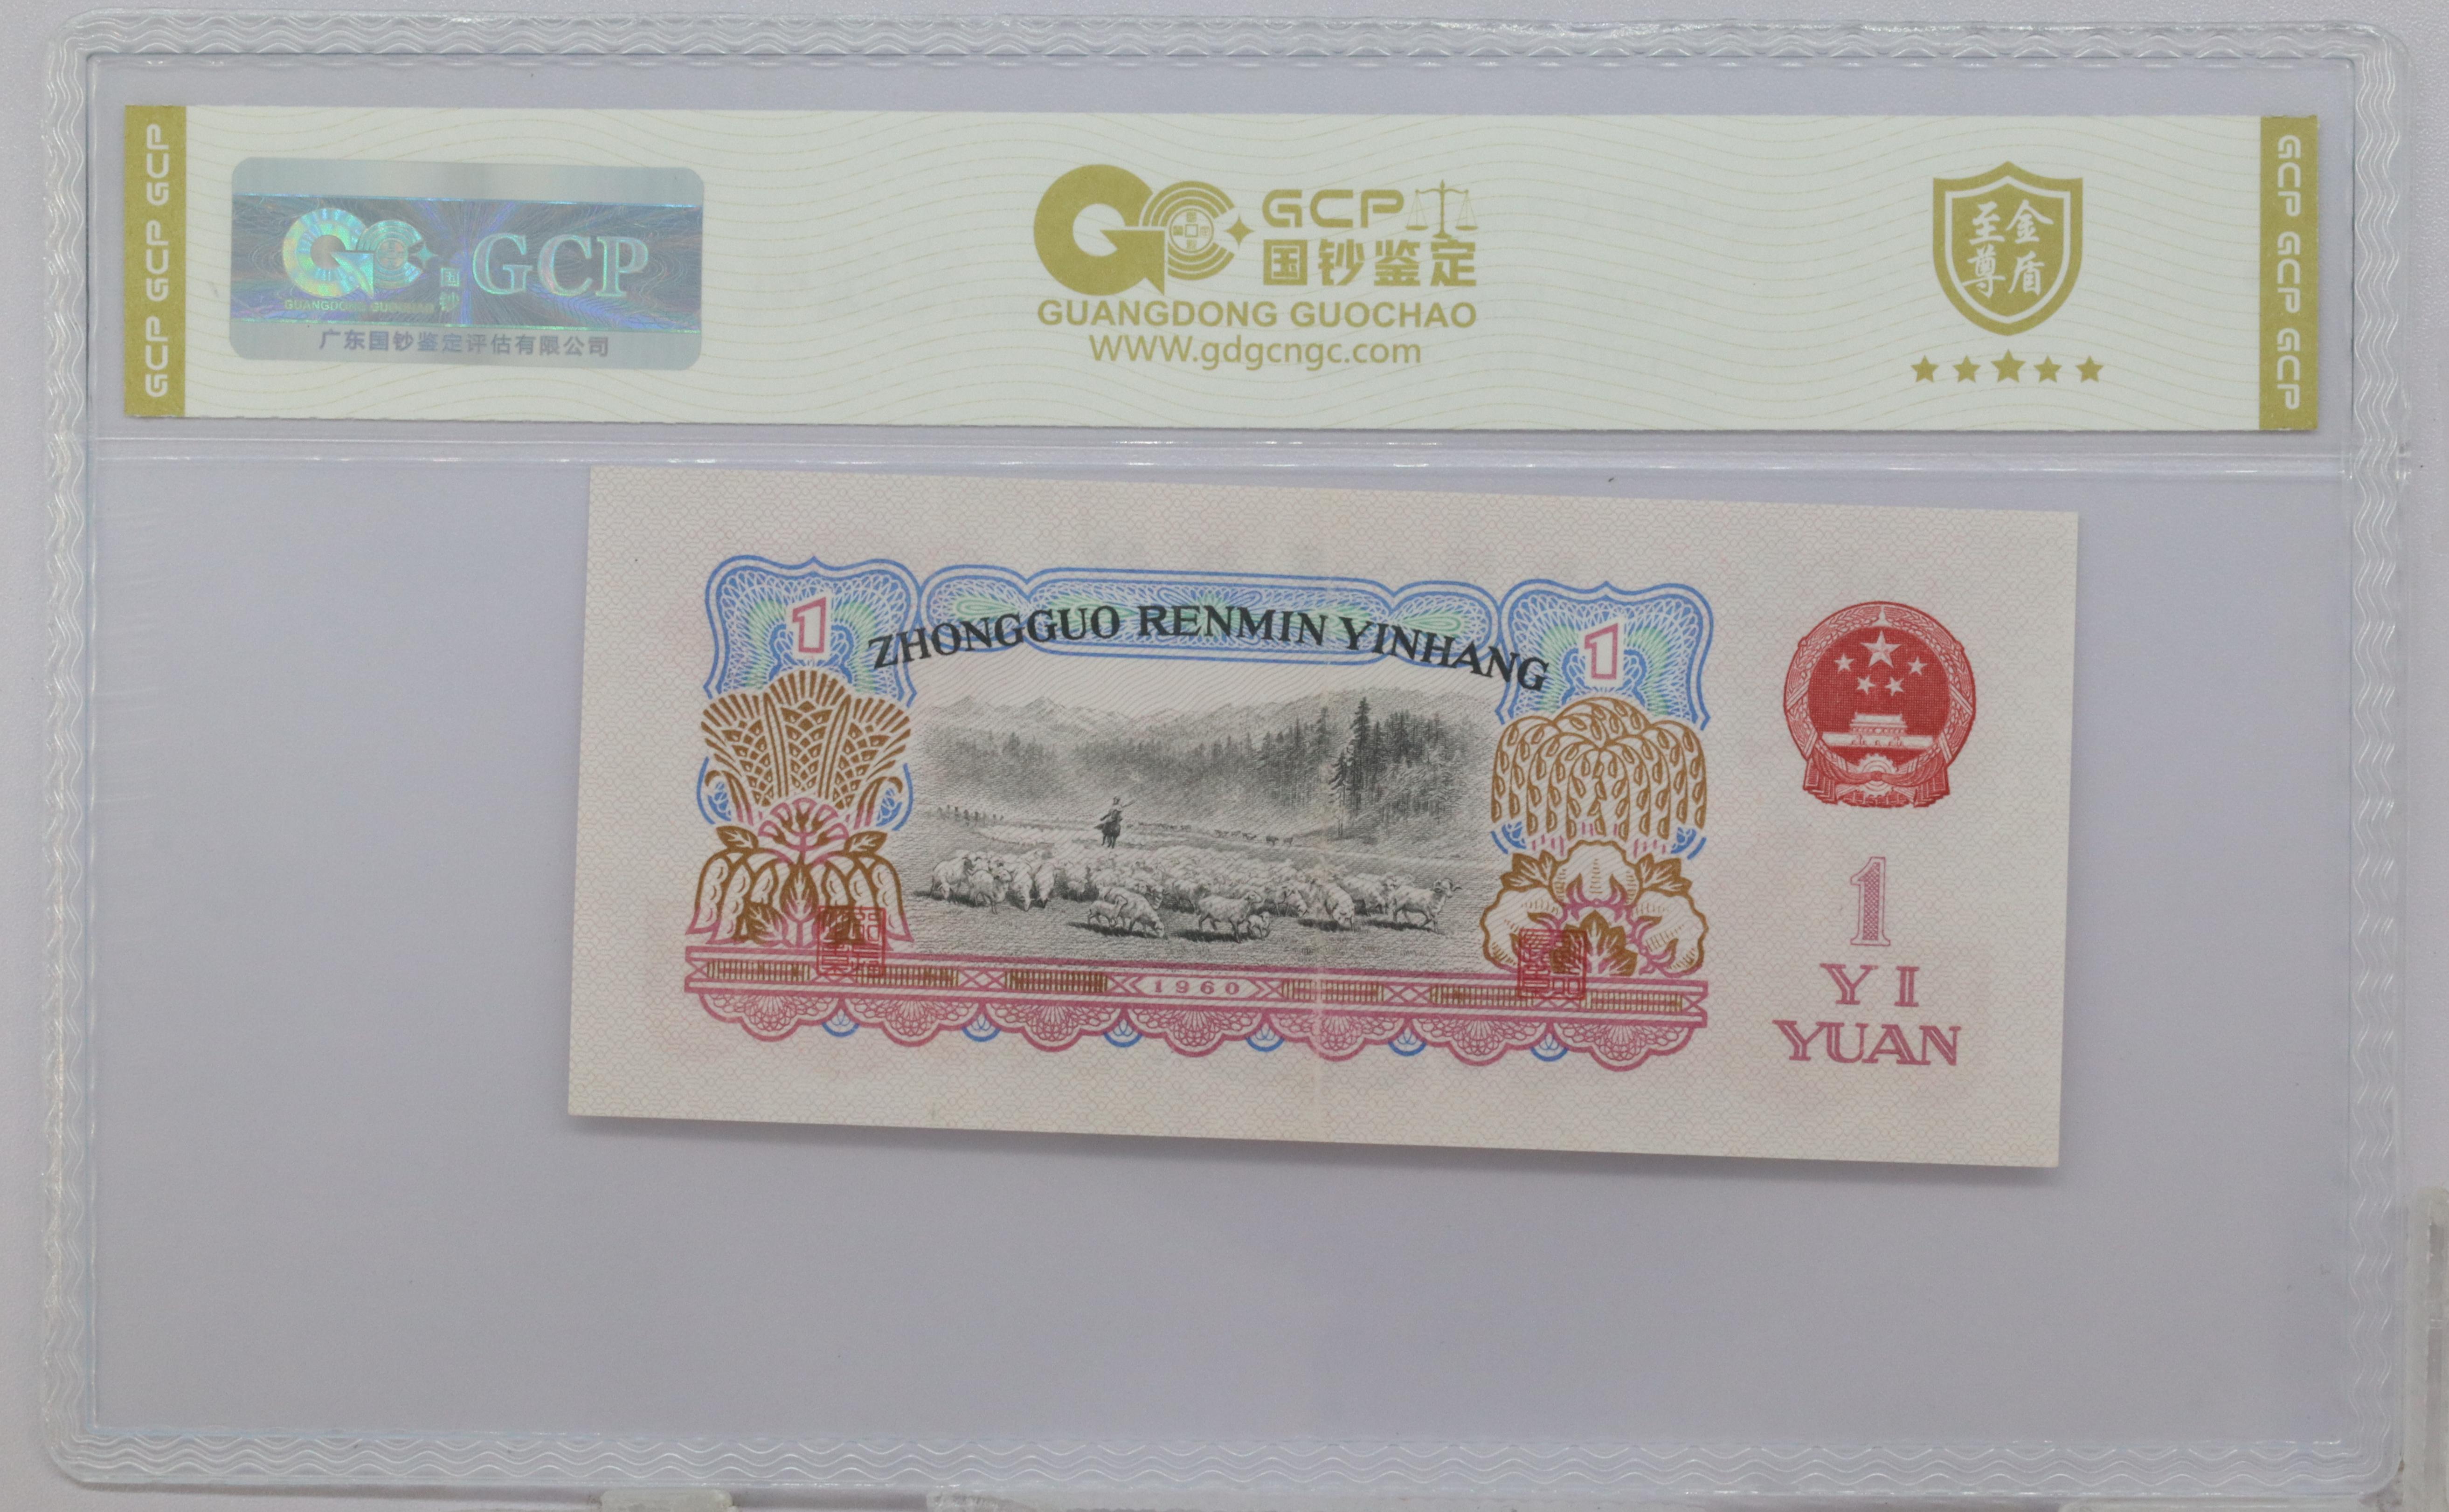 GCP GCP GCP
GCP
国钞
GUANGDONG GUOCHAO
广东国钞鉴定评估有限公司
GCP
国钞鉴定
GUANGDONG GUOCHAO
WWW.gdgcngc.com
金盾
至尊
GCP GCP GCP
ZHONGGUO RENMIN YINHANG
1
1
1960
1
YI
YUAN